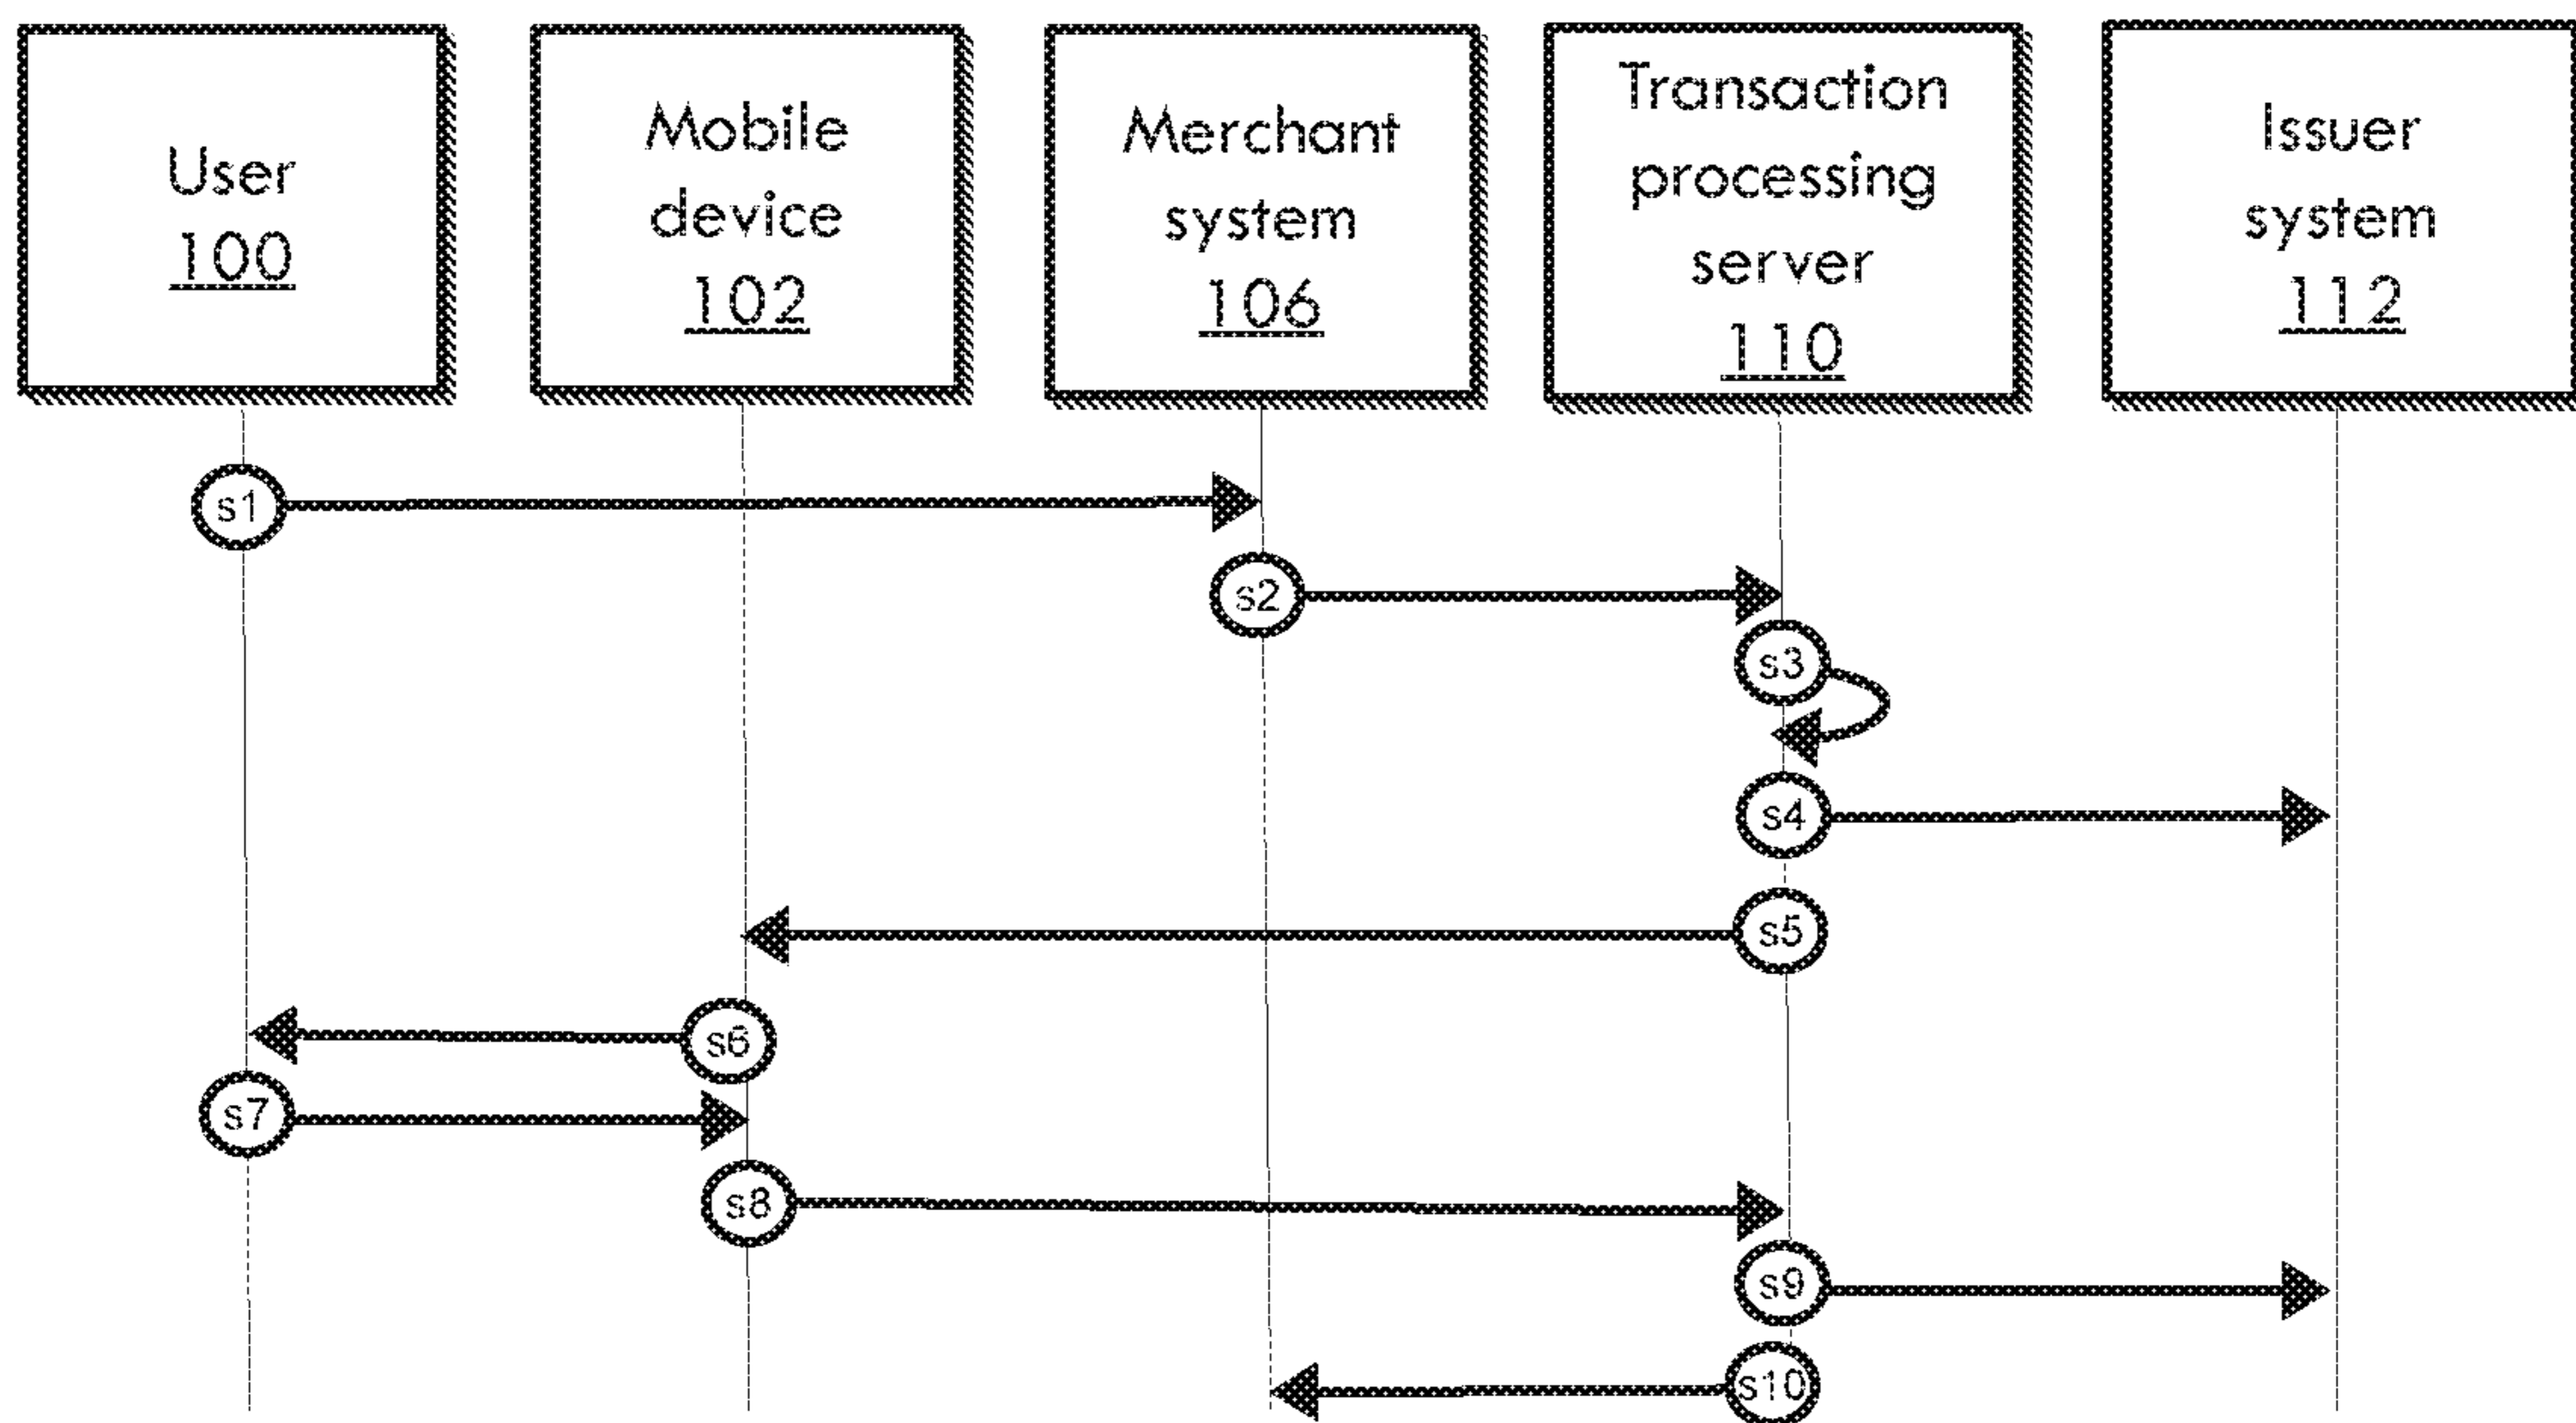 User
100
Mobile
device
102
Merchant
system
106
Transaction
processing
server
110
Issuer
system
112
s1
s2
s3
s4
s5
s6
s7
s8
s9
s10